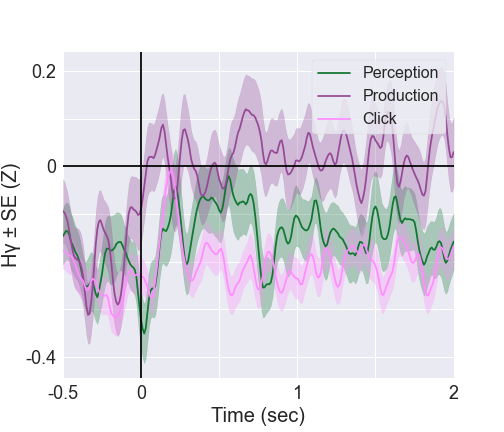 0.2
Perception
Production
Click
0
Hγ ± SE (Z)
-0.4
-0.5
0
1
2
Time (sec)